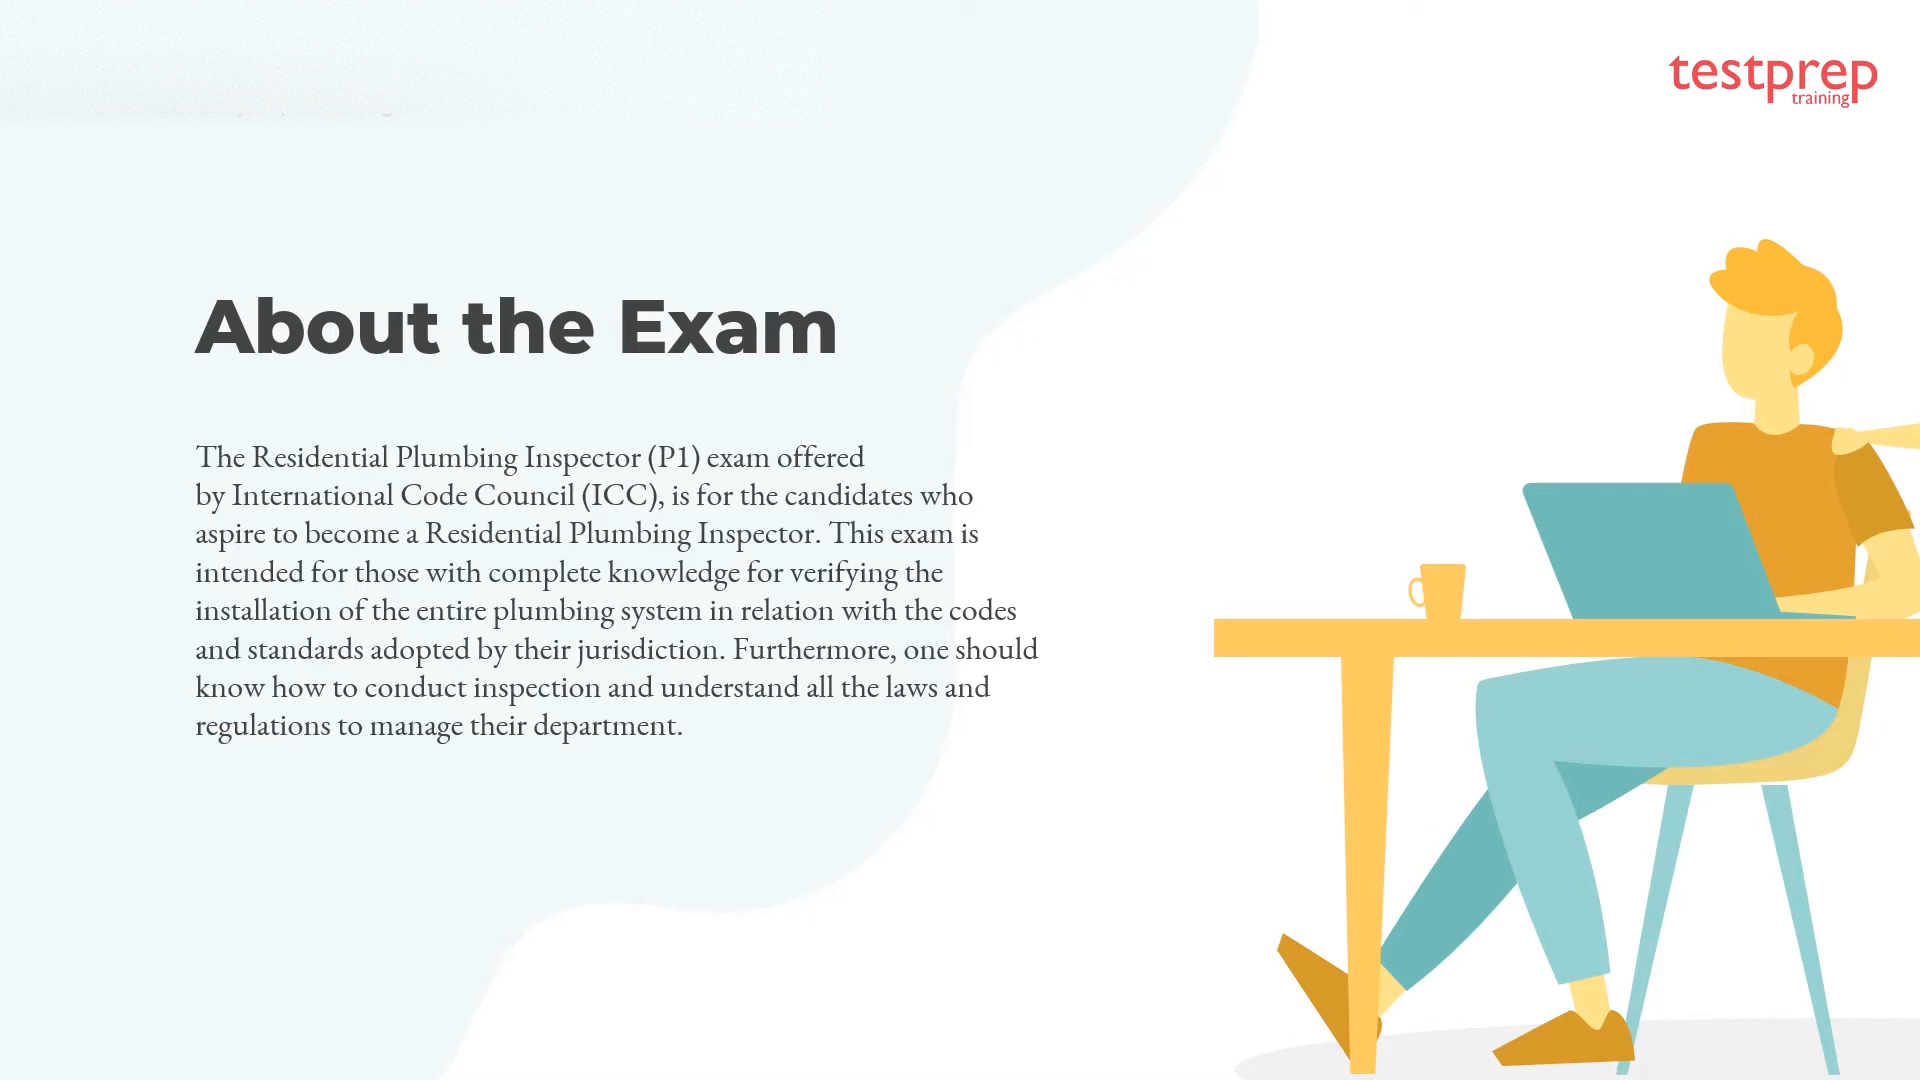 testprep
training
About the Exam
The Residential Plumbing Inspector (P1) exam offered
by International Code Council (ICC), is for the candidates who
aspire to become a Residential Plumbing Inspector. This exam is
intended for those with complete knowledge for verifying the
installation of the entire plumbing system in relation with the codes
and standards adopted by their jurisdiction. Furthermore, one should
know how to conduct inspection and understand all the laws and
regulations to manage their department.